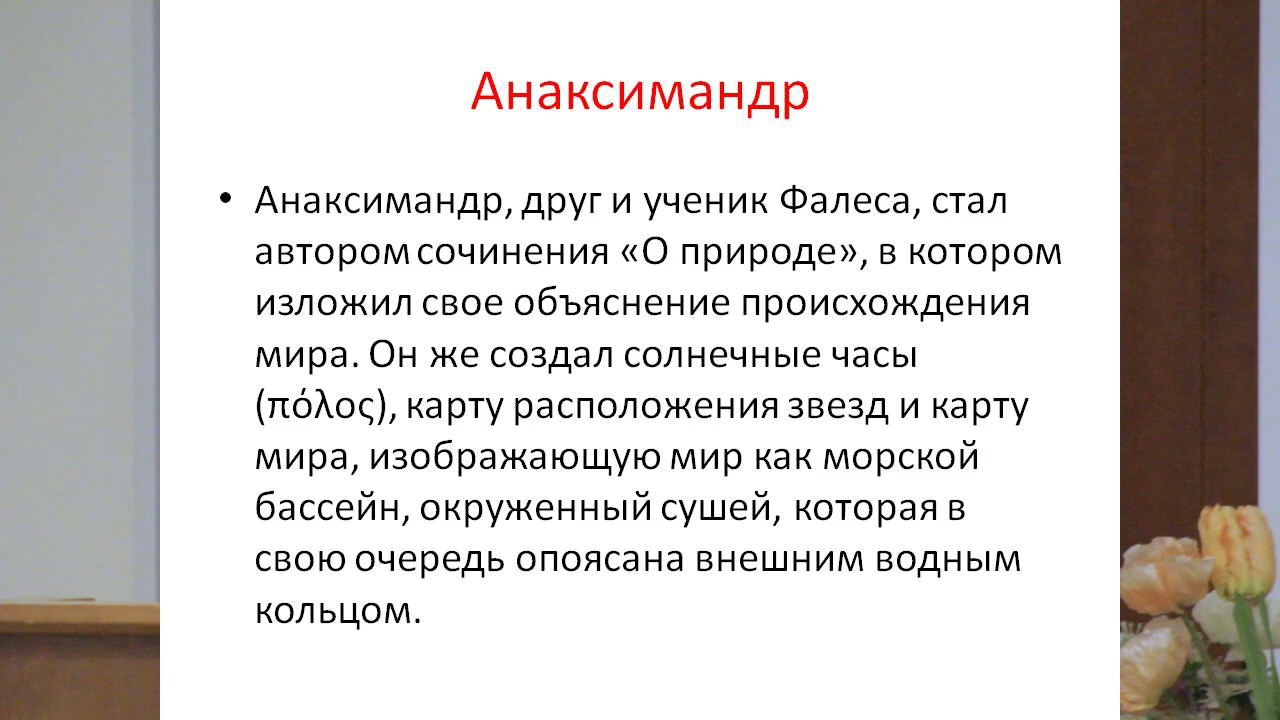 Анаксимандр
• Анаксимандр, друг и ученик Фалеса, стал
автором сочинения «О природе», в котором
изложил свое объяснение происхождения
мира. Он же создал солнечные часы
(πόλος), карту расположения звезд и карту
мира, изображающую мир как морской
бассейн, окруженный сушей, которая в
свою очередь опоясана внешним водным
кольцом.